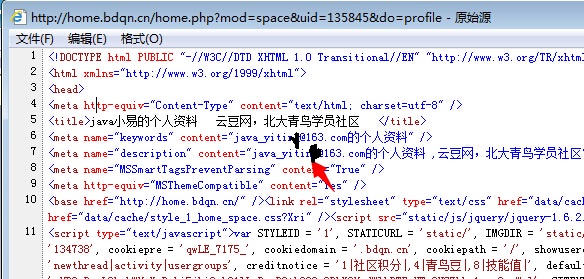 http://home.bdqn.cn/home.php?mod=space&uid=135845&do=profile - 原始源
文件(F) 编辑(E) 格式(O)
1 <!DOCTYPE html PUBLIC "-//W3C//DTD XHTML 1.0 Transitional//EN" "http://www.w3.org/TR/xhtm
2 <html xmlns="http://www.w3.org/1999/xhtml">
3 <head>
4 <meta http-equiv="Content-Type" content="text/html; charset=utf-8" />
5 <title>java小易的个人资料 云豆网，北大青鸟学员社区 </title>
6 <meta name="keywords" content="java_yitin @163.com的个人资料" />
7 <meta name="description" content="java_yitin @163.com的个人资料 ,云豆网，北大青鸟学员社区"
8 <meta name="MSSmartTagsPreventParsing" content="True" />
9 <meta http-equiv="MSThemeCompatible" content="Yes" />
10 <base href="http://home.bdqn.cn/" /><link rel="stylesheet" type="text/css" href="data/cac
href="data/cache/style_1_home_space.css?Xri" /><script src="static/js/jquery/jquery-1.6.2.
11 <script type="text/javascript">var STYLEID = '1', STATICURL = 'static/', IMGDIR = 'static
'134738', cookiepre = 'qwLE_7175_', cookiedomain = '.bdqn.cn', cookiepath = '/', showuser
'newthread|activity|usergroups', creditnotice = '1|社区积分|,4|青鸟豆|,8|技能值|', defaul